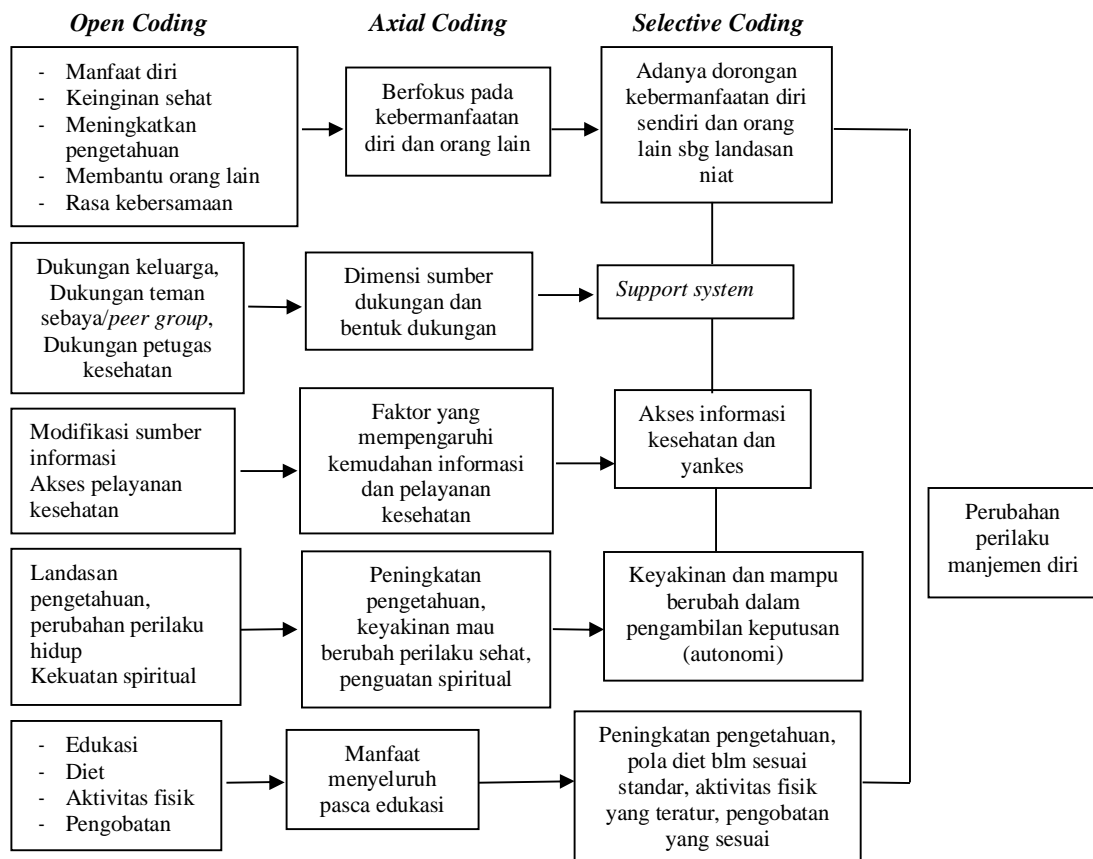 Open Coding
Axial Coding
Selective Coding
- Manfaat diri
- Keinginan sehat
- Meningkatkan
pengetahuan
- Membantu orang lain
- Rasa kebersamaan
Berfokus pada
kebermanfaatan
diri dan orang lain
Adanya dorongan
kebermanfaatan diri
sendiri dan orang
lain sbg landasan
niat
Dukungan keluarga,
Dukungan teman
sebaya/peer group,
Dukungan petugas
kesehatan
Dimensi sumber
dukungan dan
bentuk dukungan
Support system
Modifikasi sumber
informasi
Akses pelayanan
kesehatan
Faktor yang
mempengaruhi
kemudahan informasi
dan pelayanan
kesehatan
Akses informasi
kesehatan dan
yankes
Landasan
pengetahuan,
perubahan perilaku
hidup
Kekuatan spiritual
Peningkatan
pengetahuan,
keyakinan mau
berubah perilaku sehat,
penguatan spiritual
Keyakinan dan mampu
berubah dalam
pengambilan keputusan
(autonomi)
- Edukasi
- Diet
- Aktivitas fisik
- Pengobatan
Manfaat
menyeluruh
pasca edukasi
Peningkatan pengetahuan,
pola diet blm sesuai
standar, aktivitas fisik
yang teratur, pengobatan
yang sesuai
Perubahan
perilaku
manjemen diri